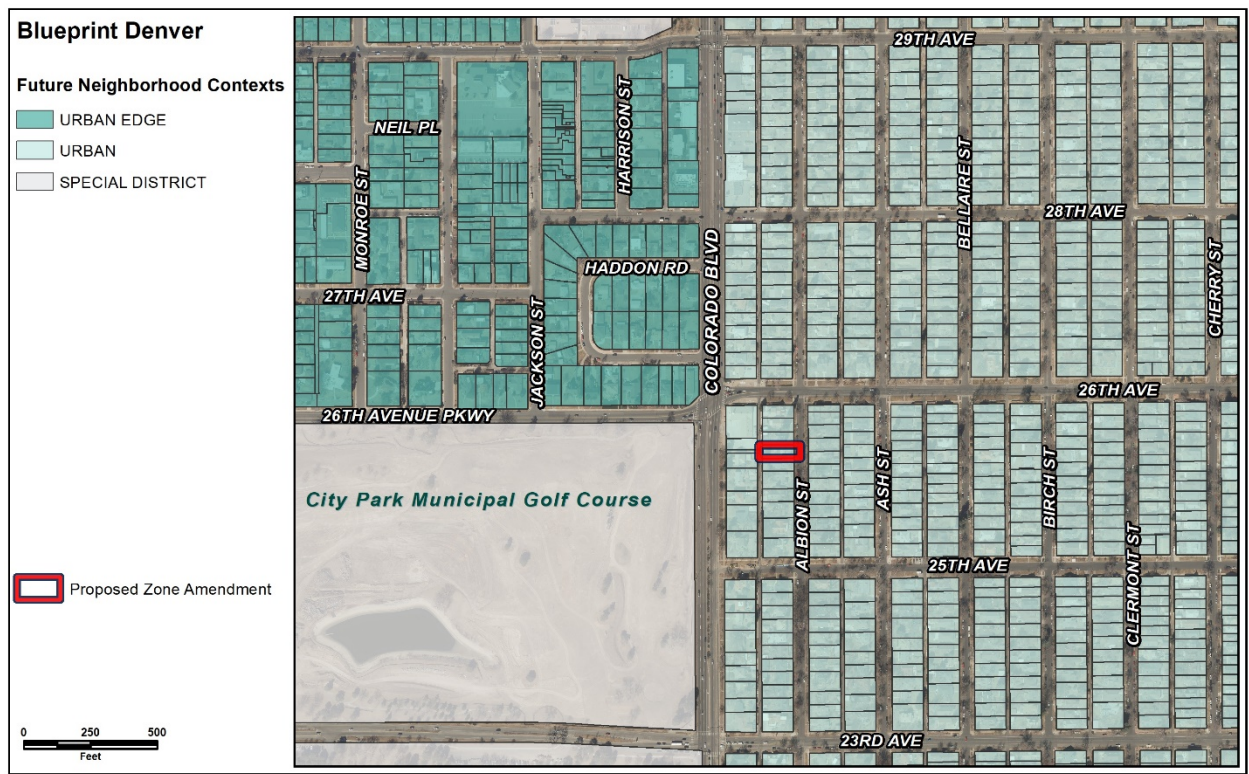 Blueprint Denver
Future Neighborhood Contexts
URBAN EDGE
URBAN
SPECIAL DISTRICT
29TH AVE
NEIL PL
HARRISON ST
MONROE ST
BELLAIRE ST
28TH AVE
HADDON RD
27TH AVE
COLORADO BLVD
CHERRY ST
JACKSON ST
26TH AVE
26TH AVENUE PKWY
City Park Municipal Golf Course
ALBION ST
ASH ST
BIRCH ST
25TH AVE
CLERMONT ST
Proposed Zone Amendment
23RD AVE
0 250 500
Feet